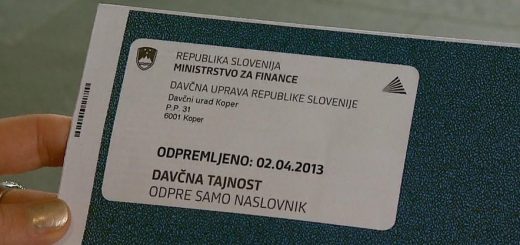 REPUBLIKA SLOVENIJA
MINISTRSTVO ZA FINANCE
DAVČNA UPRAVA REPUBLIKE SLOVENIJE
Davčni urad Koper
P.P. 31
6001 Koper
ODPREMLJENO: 02.04.2013
DAVČNA TAJNOST
ODPRE SAMO NASLOVNIK